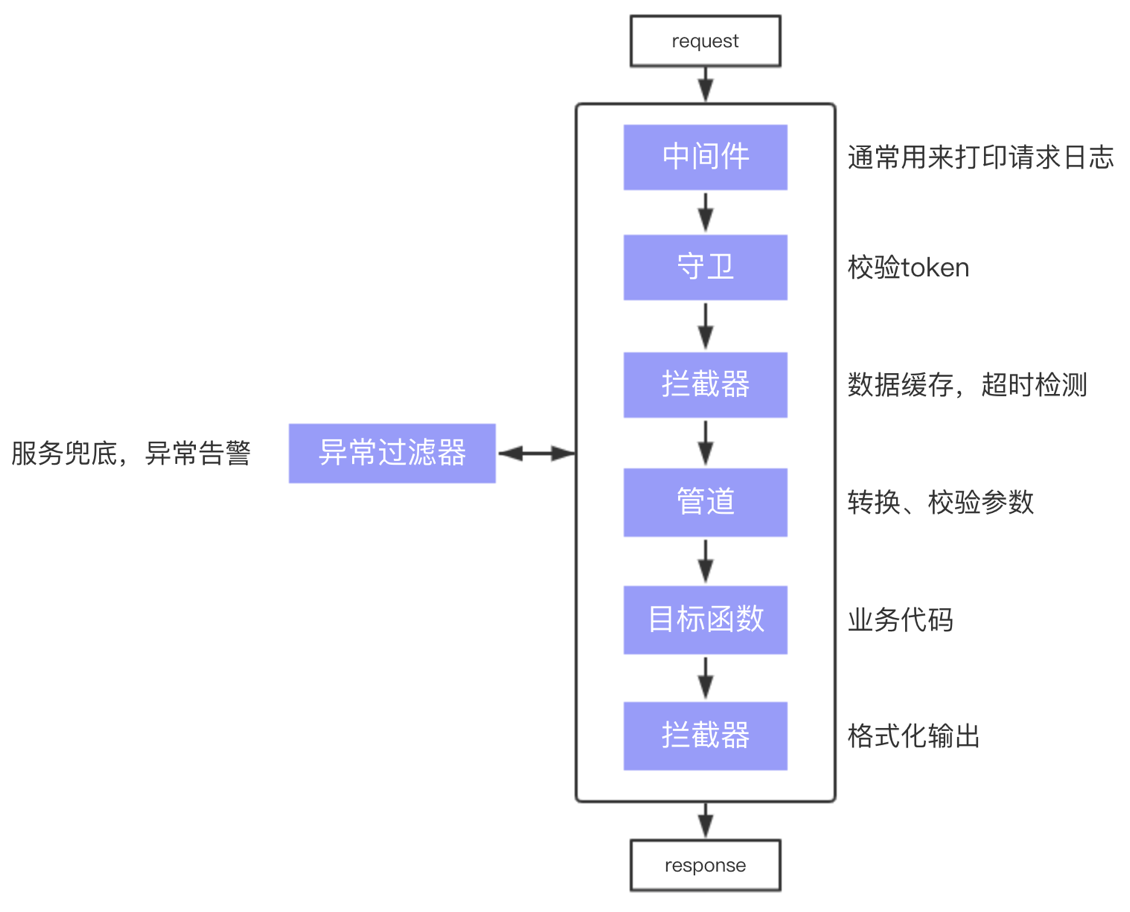 request
中间件
通常用来打印请求日志
守卫
校验token
拦截器
数据缓存，超时检测
服务兜底，异常告警
异常过滤器
管道
转换、校验参数
目标函数
业务代码
拦截器
格式化输出
response